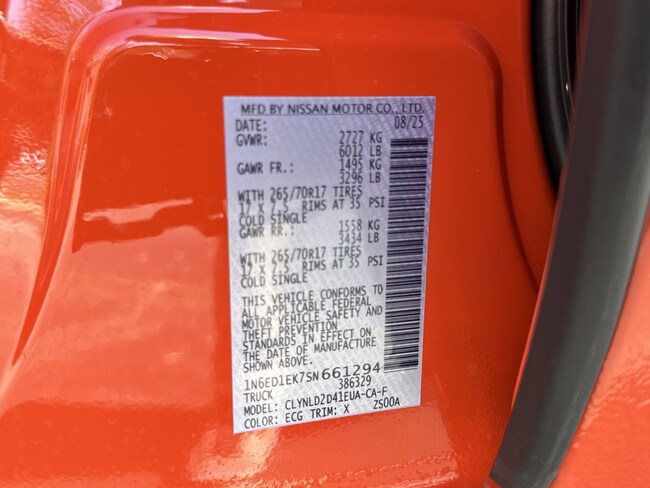 MFD BY NISSAN MOTOR CO., LTD.
DATE: 08/25
GVWR: 2727 KG
6012 LB
GAWR FR.: 1495 KG
3296 LB
WITH 265/70R17 TIRES
17 X 7.5 RIMS AT 35 PSI
COLD SINGLE
GAWR RR.: 1558 KG
3434 LB
WITH 265/70R17 TIRES
17 X 7.5 RIMS AT 35 PSI
COLD SINGLE
THIS VEHICLE CONFORMS TO
ALL APPLICABLE FEDERAL
MOTOR VEHICLE SAFETY AND
THEFT PREVENTION
STANDARDS IN EFFECT ON
THE DATE OF MANUFACTURE
SHOWN ABOVE.
1N6ED1EK7SN661294
TRUCK 386329
MODEL: CLYNLD2D41EUA-CA-F
COLOR: ECG TRIM: X ZS00A